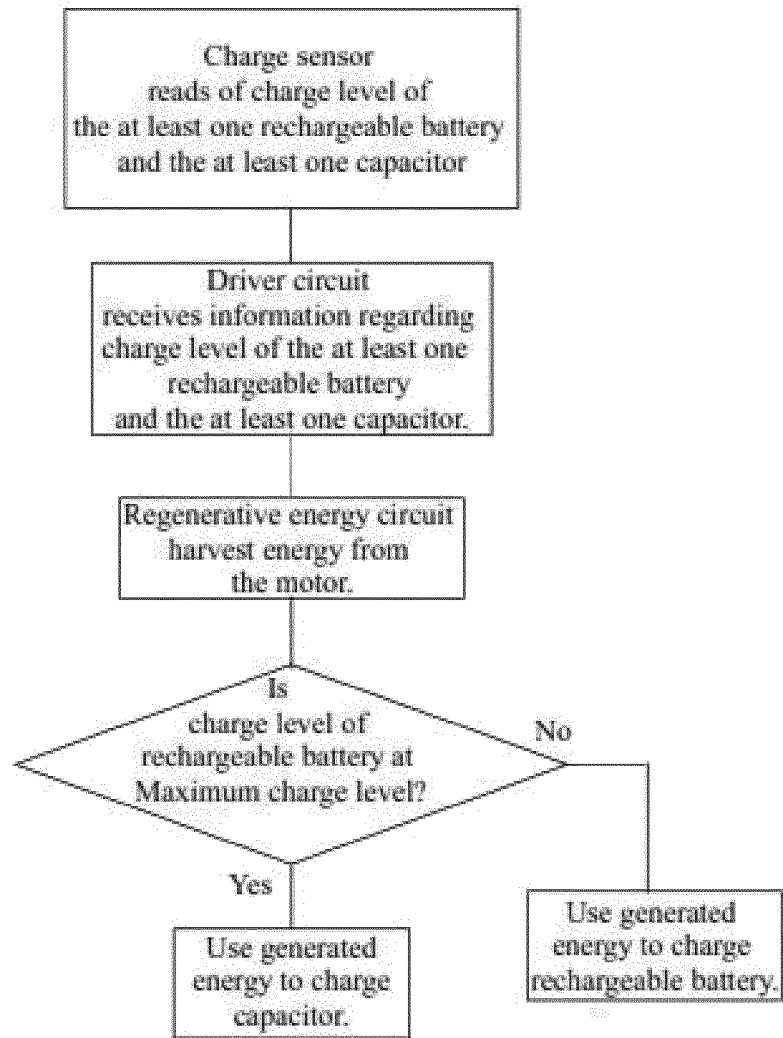 Charge sensor
reads of charge level of
the at least one rechargeable battery
and the at least one capacitor
Driver circuit
receives information regarding
charge level of the at least one
rechargeable battery
and the at least one capacitor.
Regenerative energy circuit
harvest energy from
the motor.
Is
charge level of
rechargeable battery at
Maximum charge level?
No
Yes
Use generated
energy to charge
rechargeable battery.
Use generated
energy to charge
capacitor.